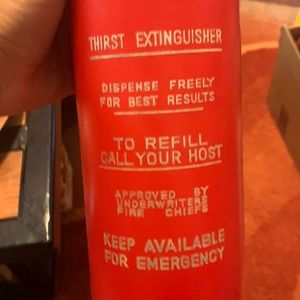 THIRST EXTINGUISHER
DISPENSE FREELY
FOR BEST RESULTS
TO REFILL
CALL YOUR HOST
APPROVED BY
UNDERWRITERS
FIRE CHIEFS
KEEP AVAILABLE
FOR EMERGENCY